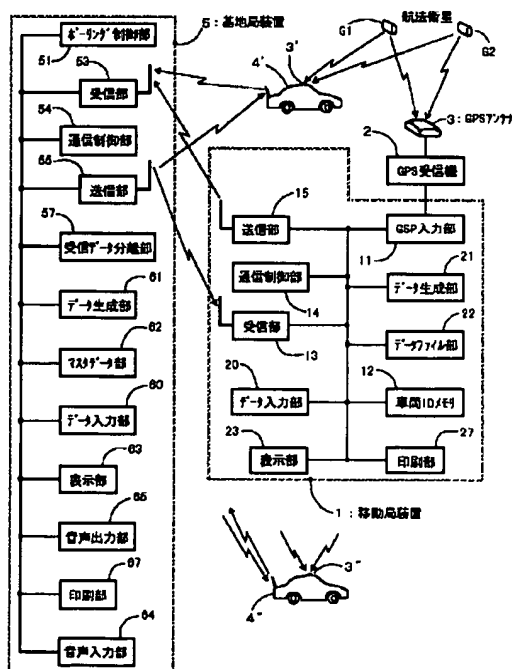 5：基地局装置
ﾎﾟｰﾘﾝｸﾞ制御部
51
53
受信部
54
通信制御部
55
送信部
57
受信データ分離部
61
データ生成部
62
マスタデータ部
60
データ入力部
63
表示部
65
音声出力部
67
印刷部
64
音声入力部
航法衛星
G1
G2
3'
4'
3：GPSアンテナ
2
GPS受信機
15
送信部
GSP入力部
11
21
通信制御部
14
データ生成部
22
受信部
13
データファイル部
20
12
データ入力部
車両IDメモリ
23
27
表示部
印刷部
1：移動局装置
3"
4"